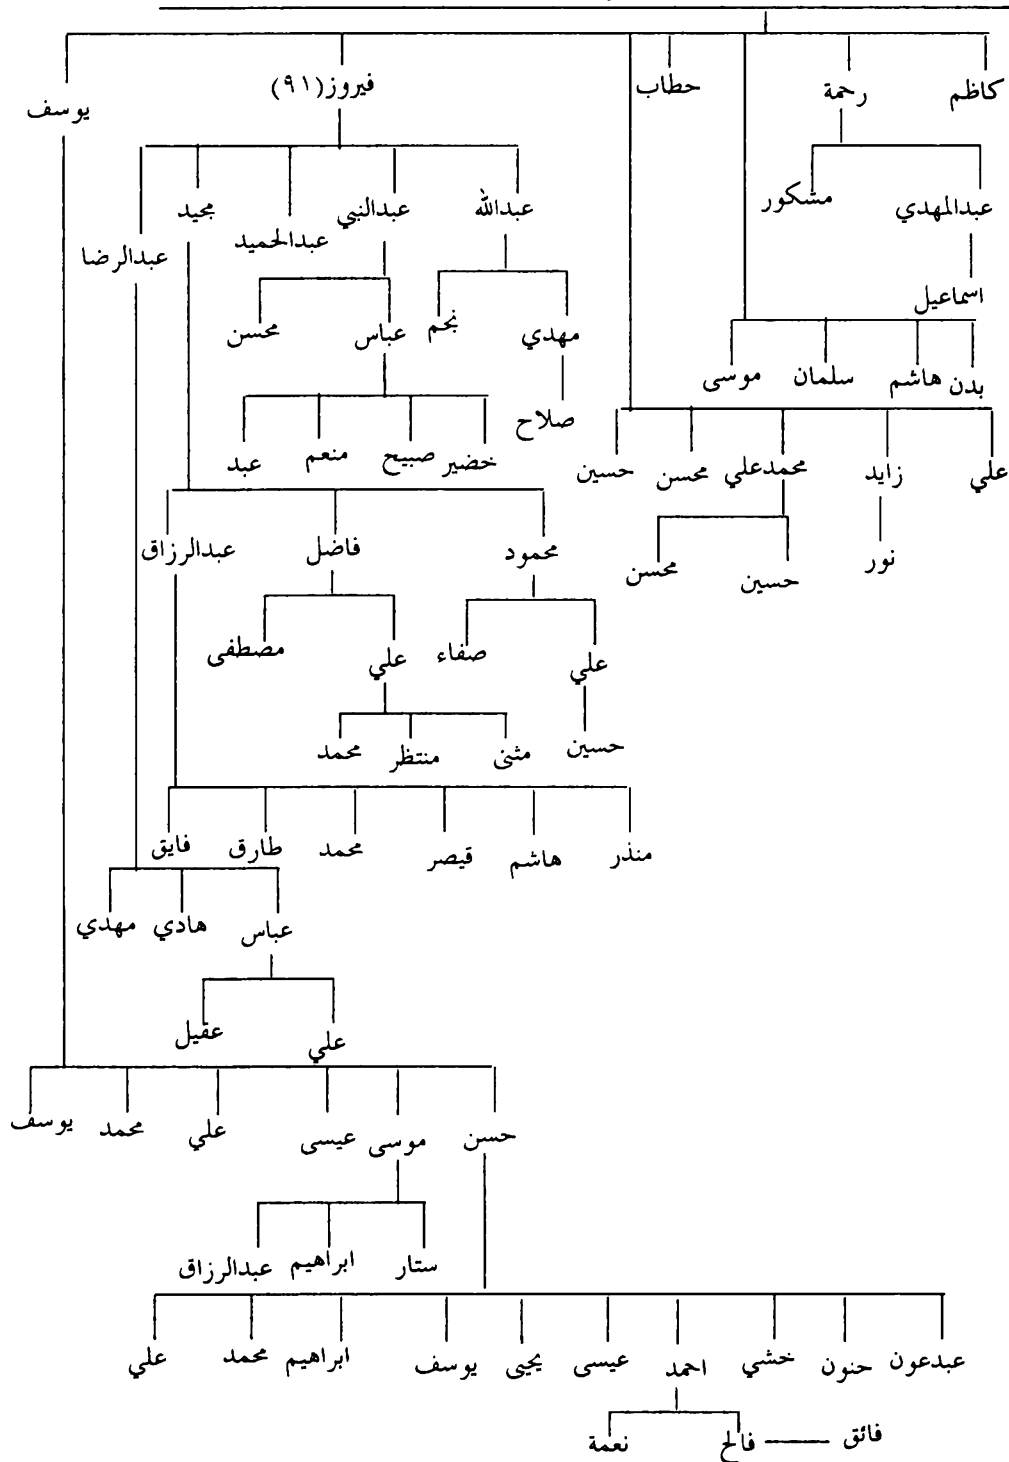 كاظم رحمة حطاب فيروز(٩١) يوسف
عبدالمهدي مشكور
عبدالله عبدالنبي عبدالحميد مجيد عبدالرضا
اسماعيل
مهدي نجم عباس محسن
بدن هاشم سلمان موسى
صلاح
خضير صبيح منعم عبد
علي زايد محمدعلي محسن حسين
محمود فاضل عبدالرزاق
نور حسين محسن
علي صفاء علي مصطفى
حسين مثنى منتظر محمد
منذر هاشم قيصر محمد طارق فايق
عباس هادي مهدي
علي عقيل
حسن موسى عيسى علي محمد يوسف
ستار ابراهيم عبدالرزاق
عبدعون حنون خشي احمد عيسى يحيى يوسف ابراهيم محمد علي
فائق فالح نعمة